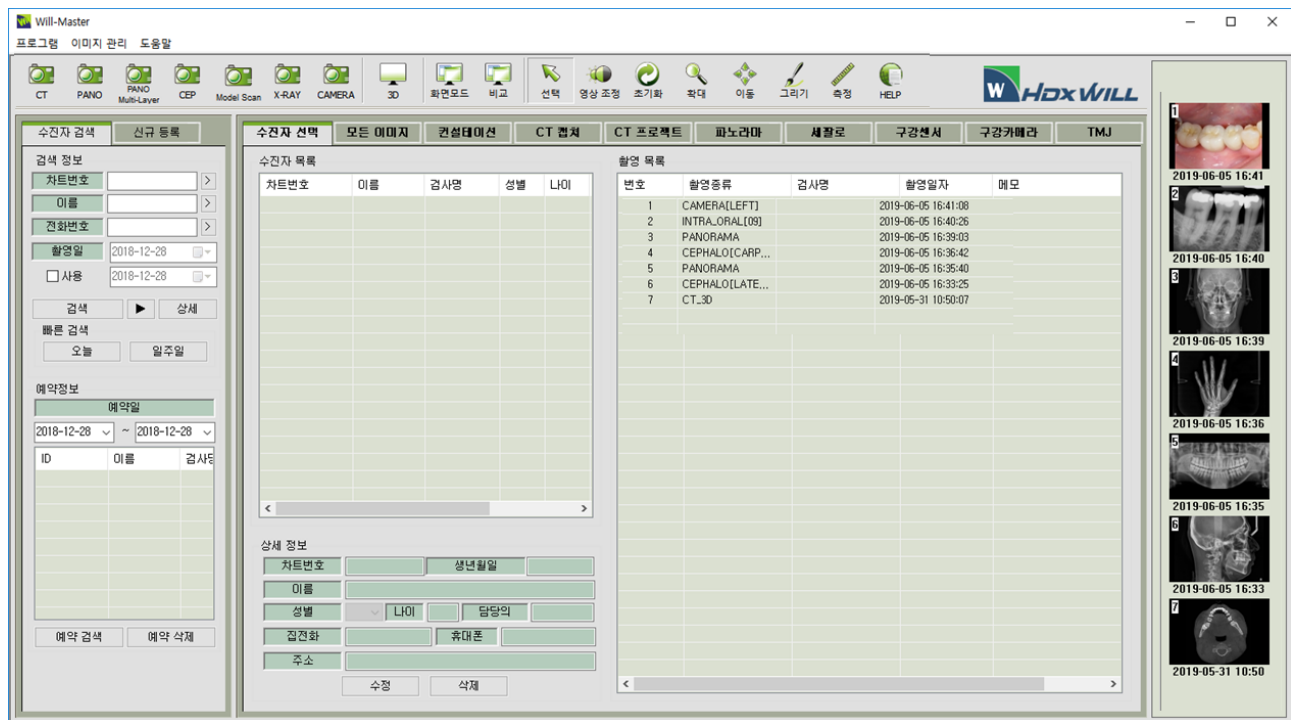 Will-Master
프로그램 이미지 관리 도움말
CT PANO PANO Multi-Layer CEP Model Scan X-RAY CAMERA 3D 화면모드 비교 선택 영상 조정 초기화 확대 이동 그리기 측정 HELP
W HDXWILL
수진자 검색 신규 등록
검색 정보
차트번호 >
이름 >
전화번호 >
촬영일 2018-12-28
사용 2018-12-28
검색 ▶ 상세
빠른 검색
오늘 일주일
예약정보
예약일
2018-12-28 ~ 2018-12-28
ID 이름 검사명
예약 검색 예약 삭제
수진자 선택 모든 이미지 컨설테이션 CT 캡쳐 CT 프로젝트 파노라마 세팔로 구강센서 구강카메라 TMJ
수진자 목록
차트번호 이름 검사명 성별 나이
상세 정보
차트번호 생년월일
이름
성별 나이 담당의
집전화 휴대폰
주소
수정 삭제
촬영 목록
번호 촬영종류 검사명 촬영일자 메모
1 CAMERA[LEFT] 2019-06-05 16:41:08
2 INTRA_ORAL[09] 2019-06-05 16:40:26
3 PANORAMA 2019-06-05 16:39:03
4 CEPHALO[CARP... 2019-06-05 16:36:42
5 PANORAMA 2019-06-05 16:35:40
6 CEPHALO[LATE... 2019-06-05 16:33:25
7 CT_3D 2019-05-31 10:50:07
1
2019-06-05 16:41
2
2019-06-05 16:40
3
2019-06-05 16:39
4
2019-06-05 16:36
5
2019-06-05 16:35
6
2019-06-05 16:33
7
2019-05-31 10:50